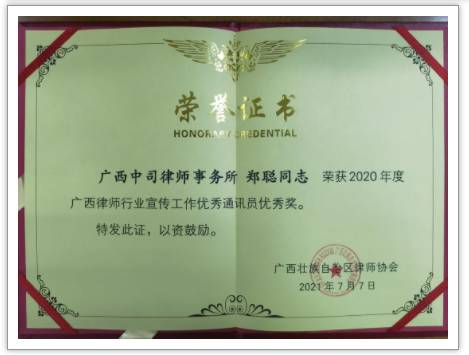 荣誉证书
HONORARY CREDENTIAL
广西中司律师事务所 郑聪同志 荣获2020年度
广西律师行业宣传工作优秀通讯员优秀奖。
特发此证，以资鼓励。
广西壮族自治区律师协会
2021年7月7日